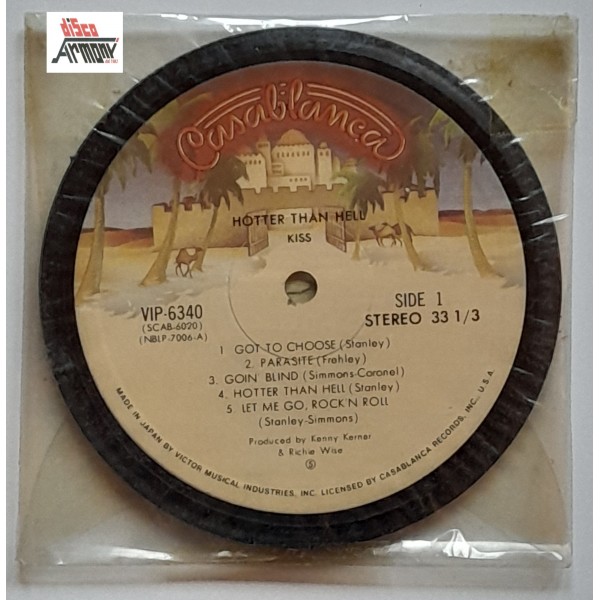 disco
Armony
Casablanca
HOTTER THAN HELL
KISS
VIP-6340
(SCAB-6020)
(NBLP-7006-A)
SIDE 1
STEREO 33 1/3
1 GOT TO CHOOSE (Stanley)
2. PARASITE (Frehley)
3. GOIN' BLIND (Simmons-Coronel)
4. HOTTER THAN HELL (Stanley)
5 LET ME GO, ROCK'N ROLL
(Stanley-Simmons)
Produced by Kenny Kerner
& Richie Wise
Ⓢ
MADE IN JAPAN BY VICTOR MUSICAL INDUSTRIES, INC. LICENSED BY CASABLANCA RECORDS, INC., U.S.A.